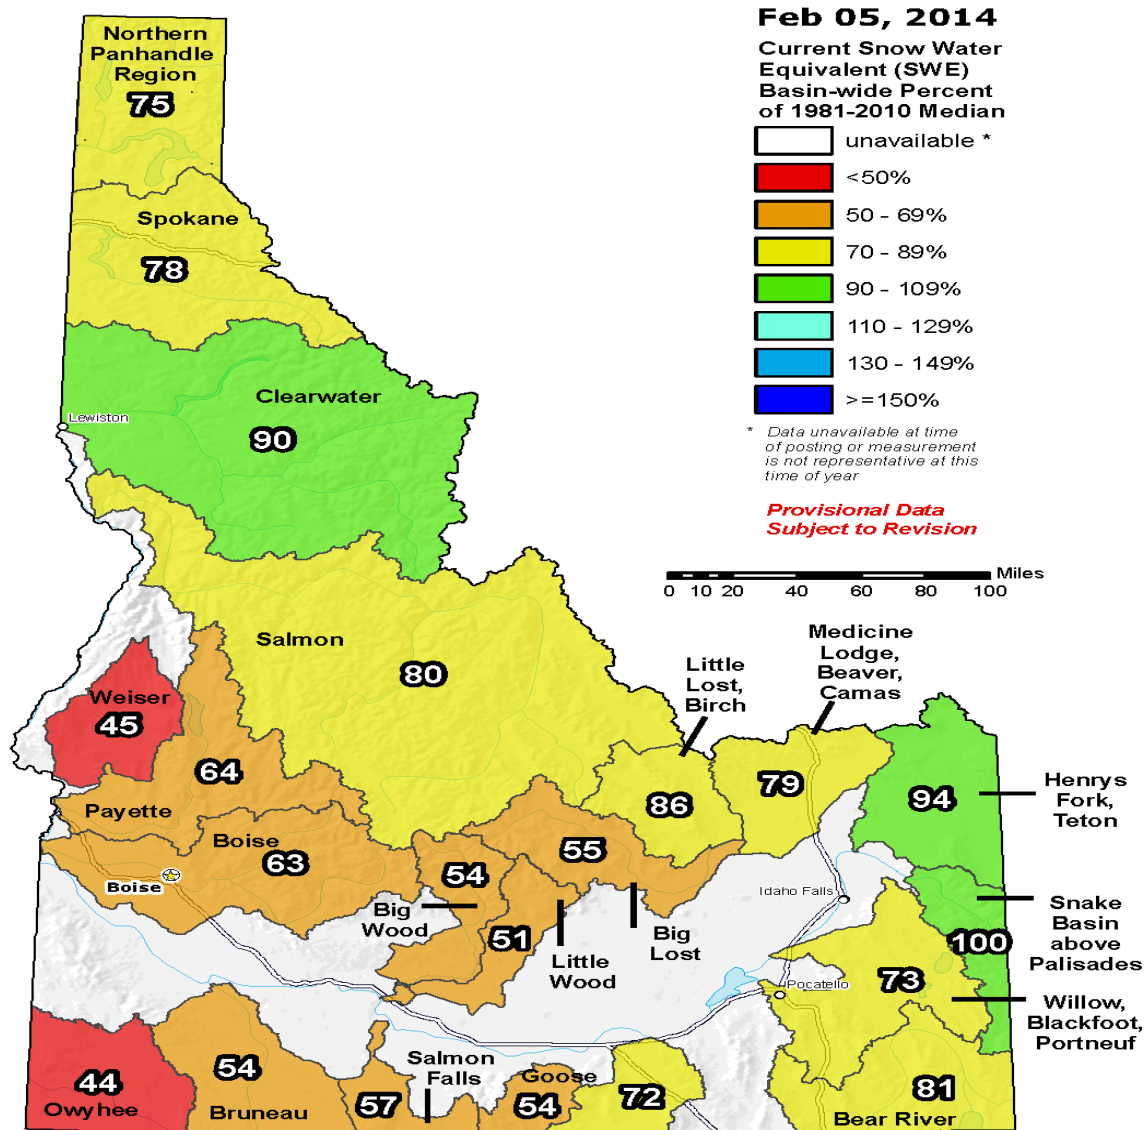 Feb 05, 2014
Current Snow Water
Equivalent (SWE)
Basin-wide Percent
of 1981-2010 Median
unavailable *
<50%
50 - 69%
70 - 89%
90 - 109%
110 - 129%
130 - 149%
>=150%
* Data unavailable at time
of posting or measurement
is not representative at this
time of year
Provisional Data
Subject to Revision
Miles
0 10 20 40 60 80 100
Northern
Panhandle
Region
75
Spokane
78
Clearwater
90
Lewiston
Salmon
80
Weiser
45
64
Payette
Boise
63
Boise
Little
Lost,
Birch
86
Medicine
Lodge,
Beaver,
Camas
79
94
Henrys
Fork,
Teton
55
54
Big
Wood
51
Little
Wood
Big
Lost
Idaho Falls
Snake
Basin
above
Palisades
100
73
Pocatello
Willow,
Blackfoot,
Portneuf
44
Owyhee
54
Bruneau
57
Salmon
Falls
Goose
54
72
81
Bear River